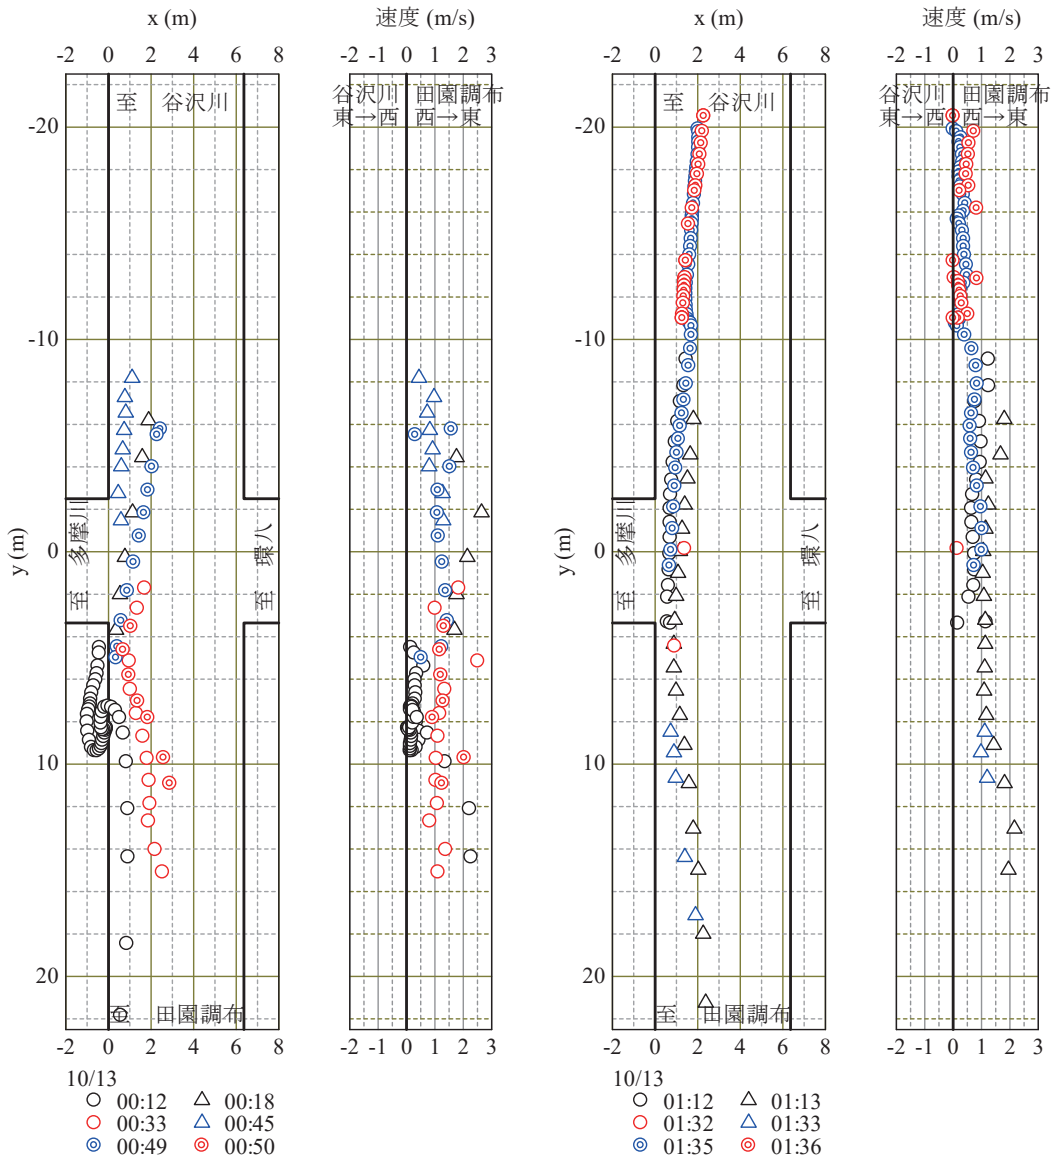 x (m) 速度 (m/s) x (m) 速度 (m/s)
-2 0 2 4 6 8 -2 -1 0 1 2 3 -2 0 2 4 6 8 -2 -1 0 1 2 3
至 谷沢川 谷沢川 田園調布 至 谷沢川 谷沢川 田園調布
東→西 西→東 東→西 西→東
-20 -20
-10 -10
y (m) 0 至 多摩川 至 環八 y (m) 0 至 多摩川 至 環八
10 10
20 20
至 田園調布 至 田園調布
-2 0 2 4 6 8 -2 -1 0 1 2 3 -2 0 2 4 6 8 -2 -1 0 1 2 3
10/13 10/13
00:12 00:18 01:12 01:13
00:33 00:45 01:32 01:33
00:49 00:50 01:35 01:36